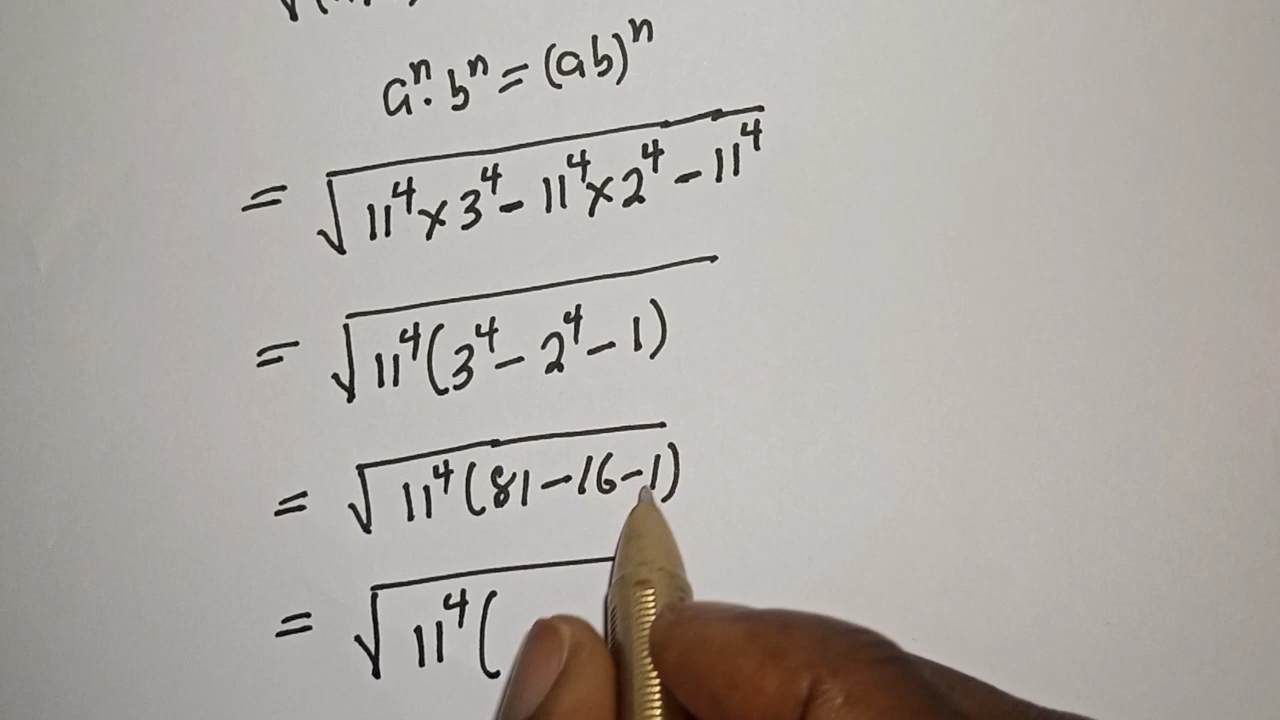 aⁿ·bⁿ=(ab)ⁿ
=√11⁴×3⁴-11⁴×2⁴-11⁴
=√11⁴(3⁴-2⁴-1)
=√11⁴(81-16-1)
=√11⁴(